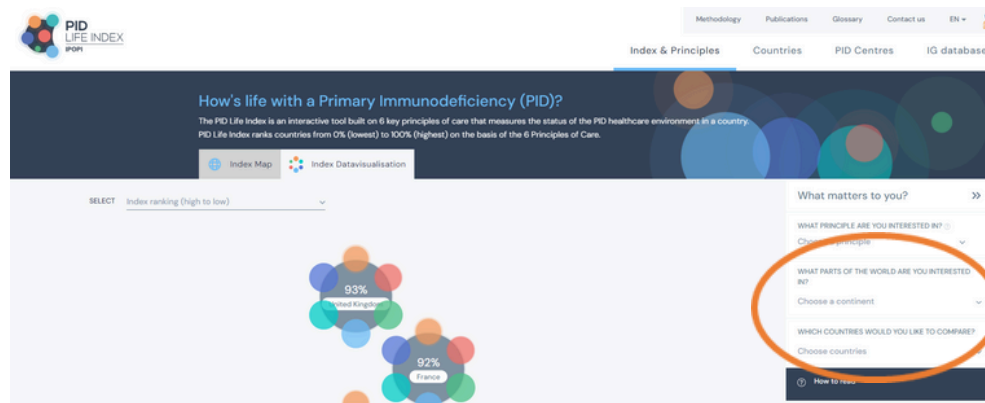 PID
LIFE INDEX
IPOPI
Methodology Publications Glossary Contact us EN
Index & Principles Countries PID Centres IG database
How's life with a Primary Immunodeficiency (PID)?
The PID Life Index is an interactive tool built on 6 key principles of care that measures the status of the PID healthcare environment in a country.
PID Life Index ranks countries from 0% (lowest) to 100% (highest) on the basis of the 6 Principles of Care.
Index Map Index Datavisualisation
SELECT Index ranking (high to low)
What matters to you?
WHAT PRINCIPLE ARE YOU INTERESTED IN?
principle
WHAT PARTS OF THE WORLD ARE YOU INTERESTED
IN?
Choose a continent
WHICH COUNTRIES WOULD YOU LIKE TO COMPARE?
Choose countries
How to read
93%
United Kingdom
92%
France